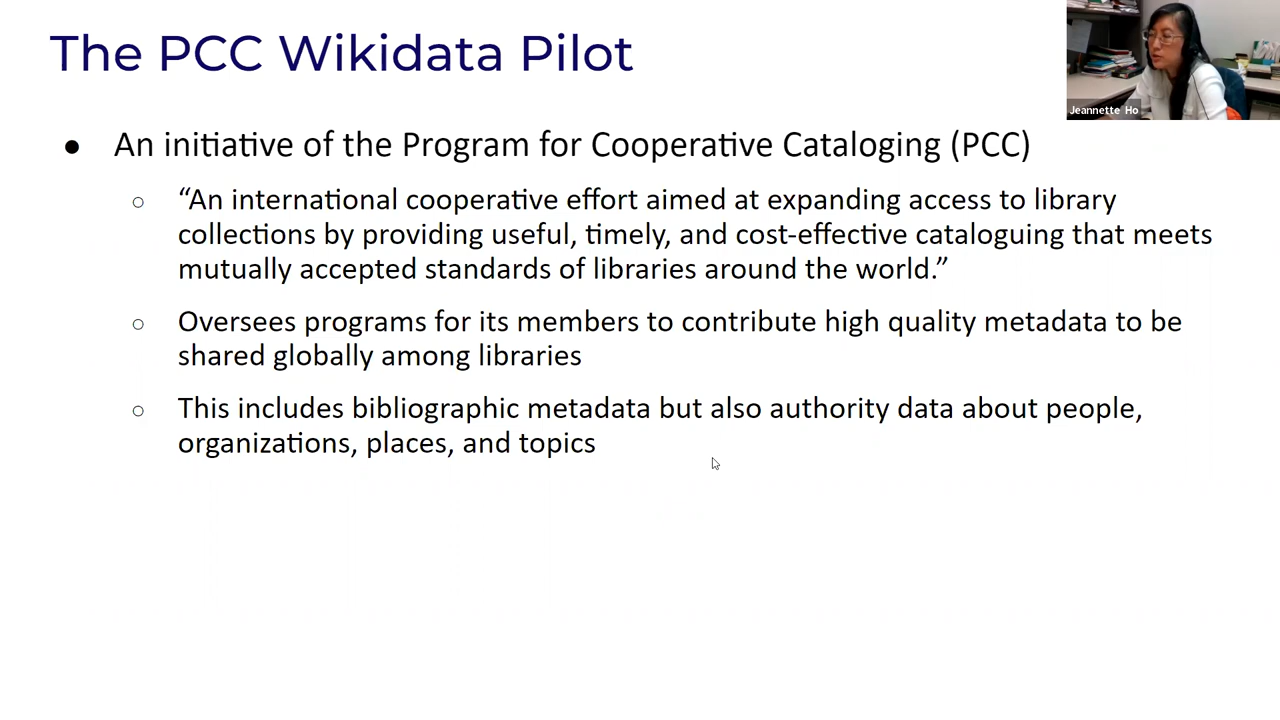 The PCC Wikidata Pilot
Jeannette Ho
● An initiative of the Program for Cooperative Cataloging (PCC)
○ “An international cooperative effort aimed at expanding access to library
collections by providing useful, timely, and cost-effective cataloguing that meets
mutually accepted standards of libraries around the world.”
○ Oversees programs for its members to contribute high quality metadata to be
shared globally among libraries
○ This includes bibliographic metadata but also authority data about people,
organizations, places, and topics